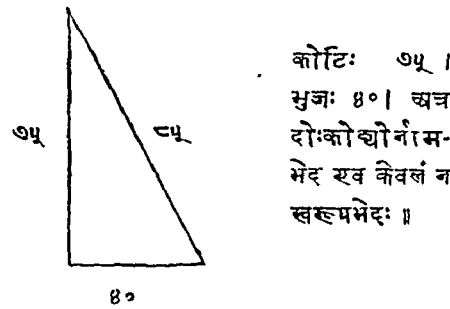 ७५
८५
४०
कोटिः ७५ ।
भुजः ४०। अत्र
दोःकोट्योर्नाम-
भेद एव केवलं न
स्वरूपभेदः ॥